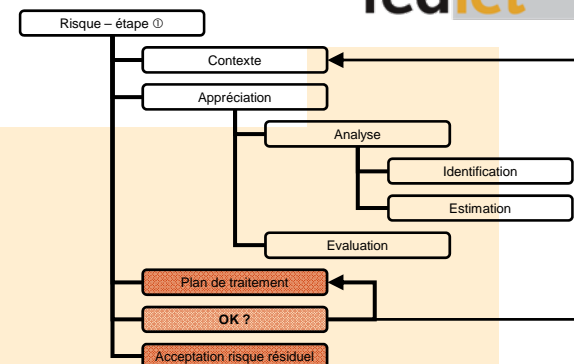 Risque – étape ①
Contexte
Appréciation
Analyse
Identification
Estimation
Evaluation
Plan de traitement
OK ?
Acceptation risque résiduel